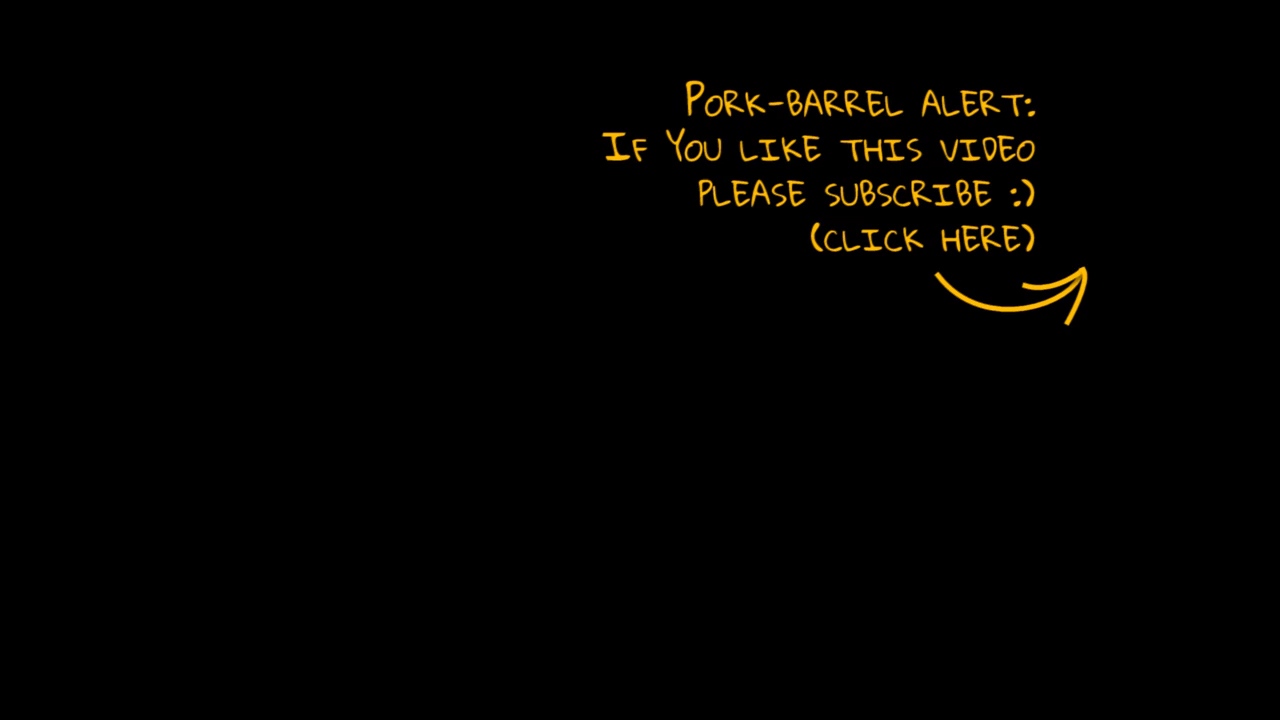 Pork-barrel alert:
If You like this video
please subscribe :)
(click here)